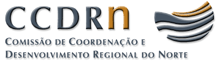 CCDRn
Comissão de Coordenação e
Desenvolvimento Regional do Norte